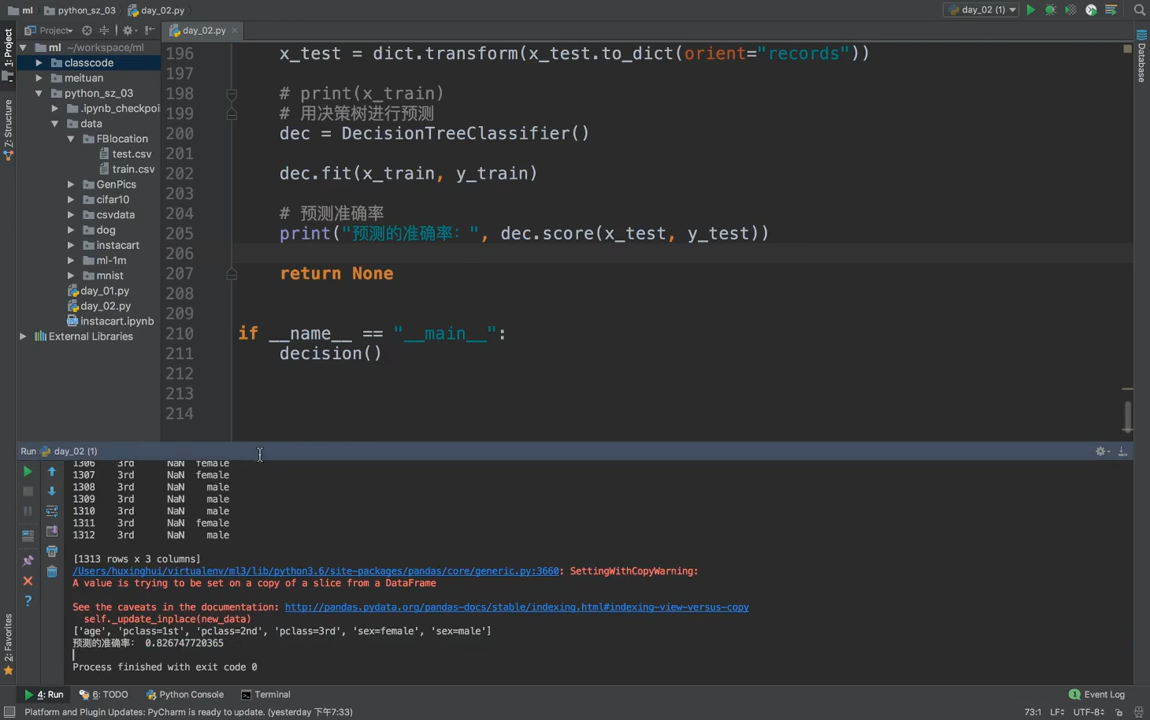 ml
python_sz_03
day_02.py
day_02 (1)
Project
day_02.py
1: Project
Z: Structure
2: Favorites
Database
ml ~/workspace/ml
classcode
meituan
python_sz_03
.ipynb_checkpoi
data
FBlocation
test.csv
train.csv
GenPics
cifar10
csvdata
dog
instacart
ml-1m
mnist
day_01.py
day_02.py
instacart.ipynb
External Libraries
196 x_test = dict.transform(x_test.to_dict(orient="records"))
197
198 # print(x_train)
199 # 用决策树进行预测
200 dec = DecisionTreeClassifier()
201
202 dec.fit(x_train, y_train)
203
204 # 预测准确率
205 print("预测的准确率：", dec.score(x_test, y_test))
206
207 return None
208
209
210 if __name__ == "__main__":
211 decision()
212
213
214
Run day_02 (1)
1306 3rd NaN female
1307 3rd NaN female
1308 3rd NaN male
1309 3rd NaN male
1310 3rd NaN male
1311 3rd NaN female
1312 3rd NaN male
[1313 rows x 3 columns]
/Users/huxinghui/virtualenv/ml3/lib/python3.6/site-packages/pandas/core/generic.py:3660: SettingWithCopyWarning:
A value is trying to be set on a copy of a slice from a DataFrame
See the caveats in the documentation: http://pandas.pydata.org/pandas-docs/stable/indexing.html#indexing-view-versus-copy
self._update_inplace(new_data)
['age', 'pclass=1st', 'pclass=2nd', 'pclass=3rd', 'sex=female', 'sex=male']
预测的准确率： 0.826747720365
Process finished with exit code 0
4: Run
6: TODO
Python Console
Terminal
1 Event Log
Platform and Plugin Updates: PyCharm is ready to update. (yesterday 下午7:33)
73:1 LF÷ UTF-8÷